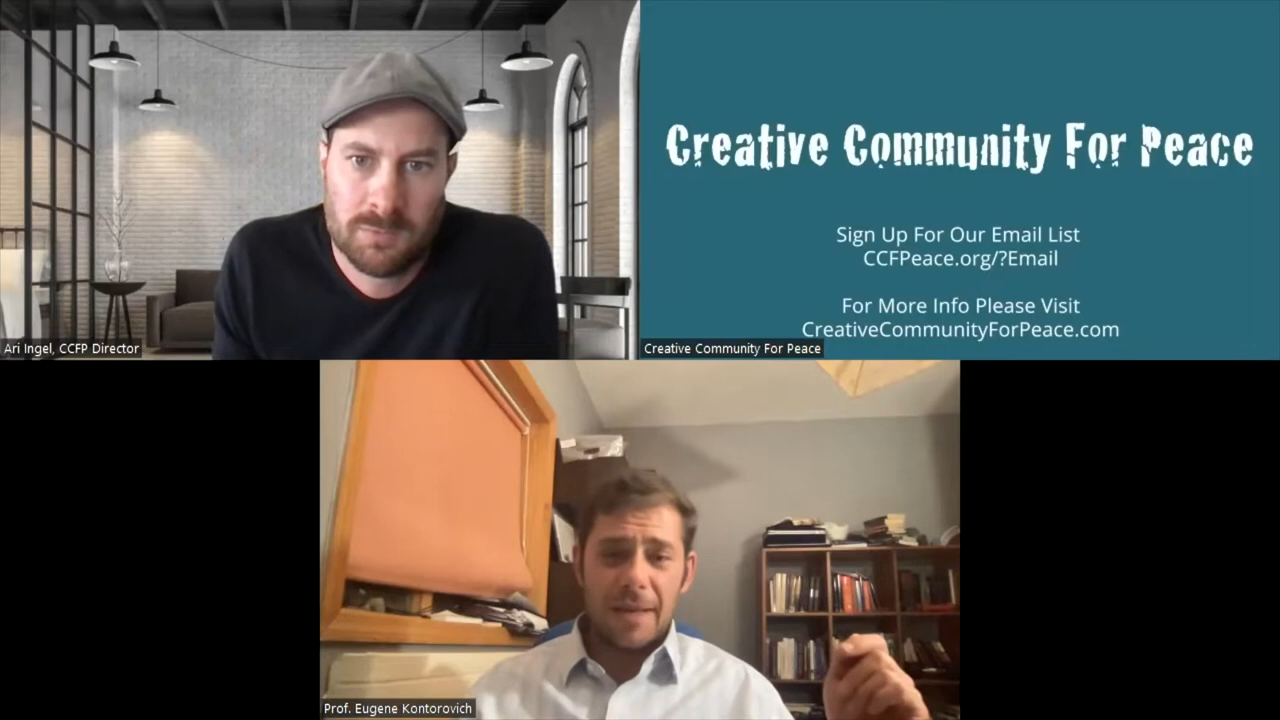 Creative Community For Peace
Sign Up For Our Email List
CCFPeace.org/?Email
For More Info Please Visit
CreativeCommunityForPeace.com
Ari Ingel, CCFP Director
Creative Community For Peace
Prof. Eugene Kontorovich